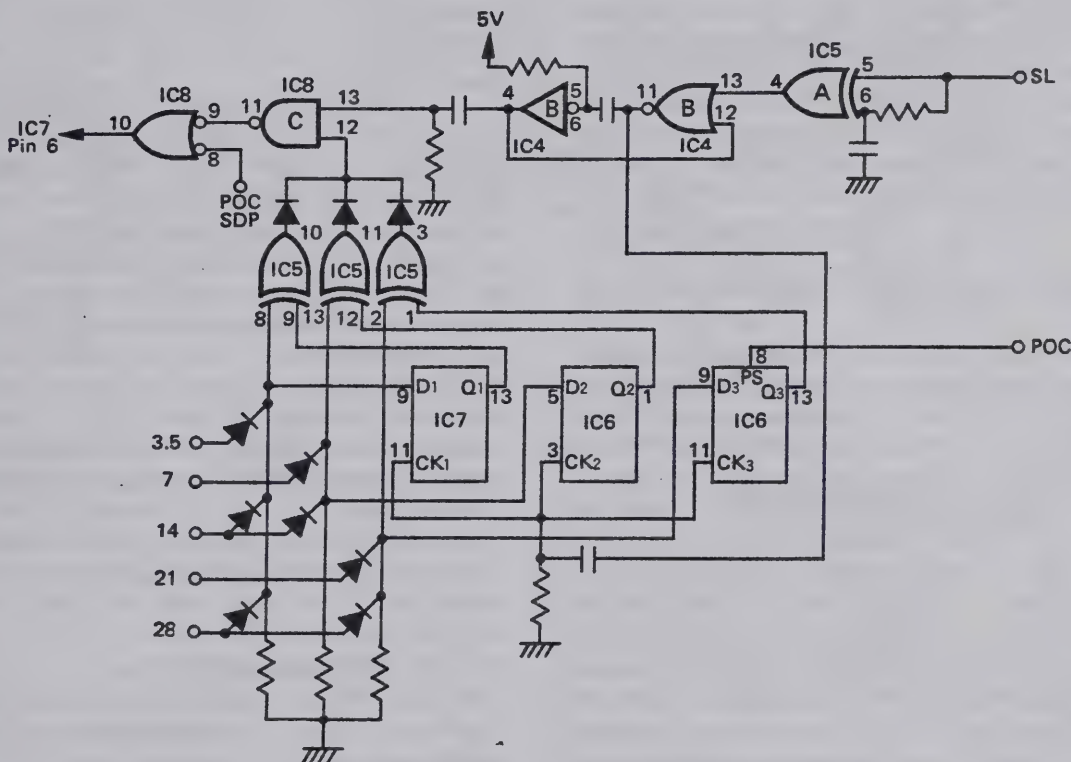 5V
IC5
SL
5
6
4
A
13
12
11
B
IC4
4
5
6
B
IC4
IC8
13
12
11
C
IC8
10
9
8
IC7
Pin 6
POC
SDP
10
11
3
IC5
IC5
IC5
8
9
13
12
2
1
POC
8
9
D1
Q1
13
IC7
11
CK1
5
D2
Q2
1
IC6
3
CK2
9
D3
PS
Q3
13
IC6
11
CK3
3.5
7
14
21
28